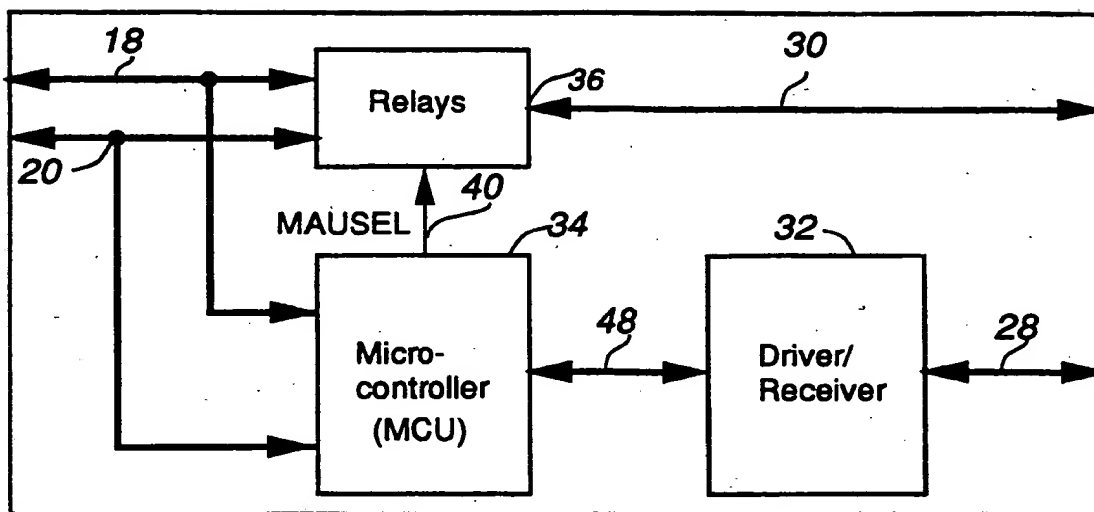 18
30
36
Relays
20
40
MAUSEL
34
32
48
28
Micro-
controller
(MCU)
Driver/
Receiver